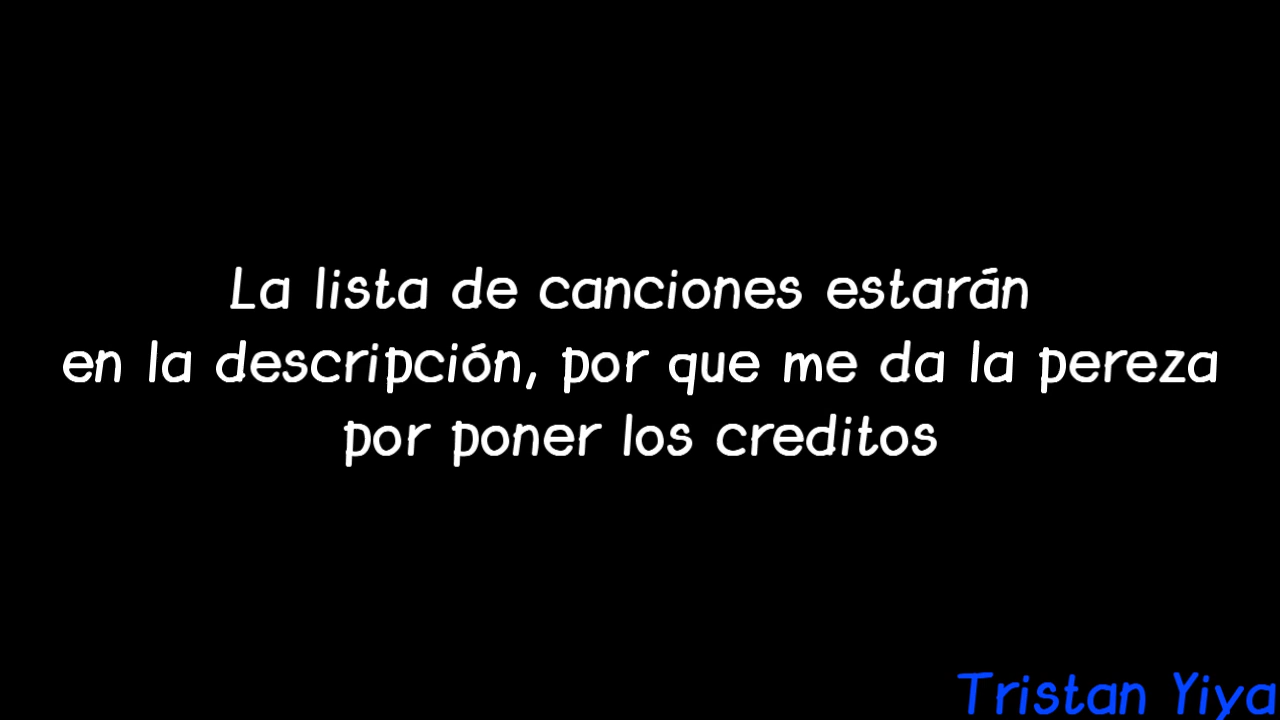 La lista de canciones estarán
en la descripción, por que me da la pereza
por poner los creditos
Tristan Yiya